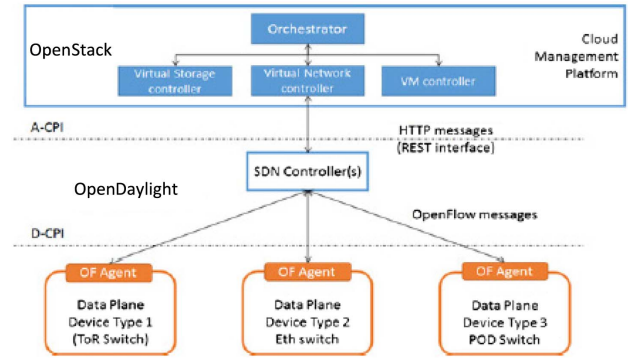 Orchestrator
OpenStack
Cloud
Management
Platform
Virtual Storage
controller
Virtual Network
controller
VM controller
A-CPI
HTTP messages
(REST interface)
SDN Controller(s)
OpenDaylight
OpenFlow messages
D-CPI
OF Agent
Data Plane
Device Type 1
(ToR Switch)
OF Agent
Data Plane
Device Type 2
Eth switch
OF Agent
Data Plane
Device Type 3
POD Switch